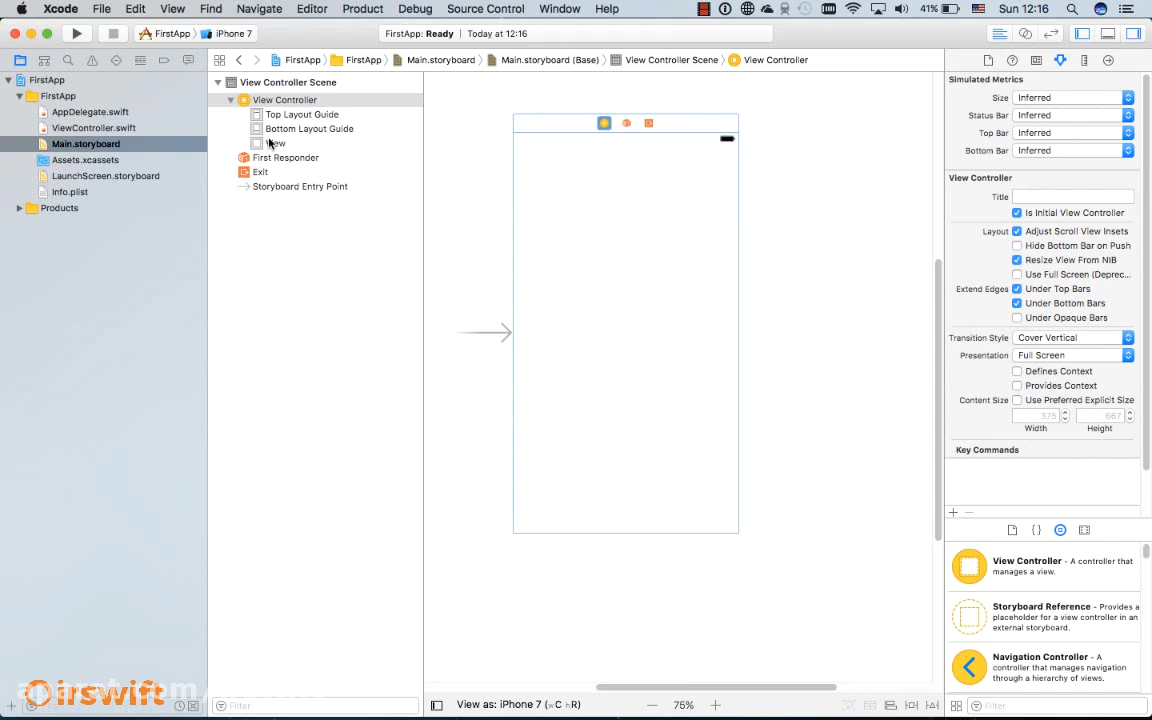 Xcode File Edit View Find Navigate Editor Product Debug Source Control Window Help 41% Sun 12:16
FirstApp iPhone 7 FirstApp: Ready Today at 12:16
FirstApp FirstApp Main.storyboard Main.storyboard (Base) View Controller Scene View Controller
FirstApp
FirstApp
AppDelegate.swift
ViewController.swift
Main.storyboard
Assets.xcassets
LaunchScreen.storyboard
Info.plist
Products
View Controller Scene
View Controller
Top Layout Guide
Bottom Layout Guide
First Responder
Exit
Storyboard Entry Point
Simulated Metrics
Size Inferred
Status Bar Inferred
Top Bar Inferred
Bottom Bar Inferred
View Controller
Title
Is Initial View Controller
Layout Adjust Scroll View Insets
Hide Bottom Bar on Push
Resize View From NIB
Use Full Screen (Deprec...
Extend Edges Under Top Bars
Under Bottom Bars
Under Opaque Bars
Transition Style Cover Vertical
Presentation Full Screen
Defines Context
Provides Context
Content Size Use Preferred Explicit Size
375 667
Width Height
Key Commands
View Controller - A controller that
manages a view.
Storyboard Reference - Provides a
placeholder for a view controller in an
external storyboard.
Navigation Controller - A
controller that manages navigation
through a hierarchy of views.
irswift
Filter
View as: iPhone 7 (wC hR)
75%
Filter